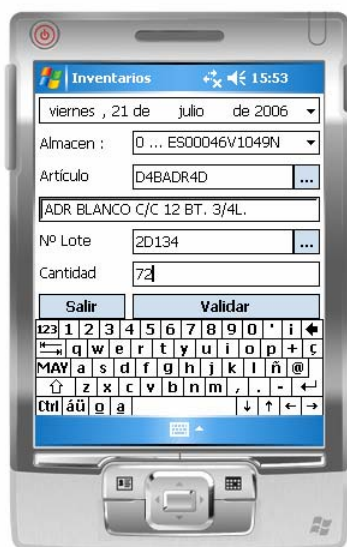 Inventarios 15:53
viernes , 21 de julio de 2006
Almacen : 0 ... ES00046V1049N
Artículo D4BADR4D ...
ADR BLANCO C/C 12 BT. 3/4L.
Nº Lote 2D134 ...
Cantidad 72
Salir Validar
123 1 2 3 4 5 6 7 8 9 0 ' ¡
q w e r t y u i o p + ç
MAY a s d f g h j k l ñ @
z x c v b n m , . -
Ctrl áü º ª ↓ ↑ ← →